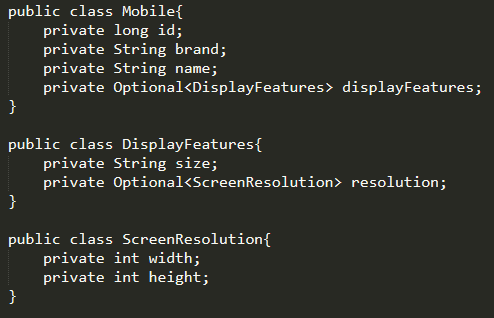 public class Mobile{
    private long id;
    private String brand;
    private String name;
    private Optional<DisplayFeatures> displayFeatures;
}
public class DisplayFeatures{
    private String size;
    private Optional<ScreenResolution> resolution;
}
public class ScreenResolution{
    private int width;
    private int height;
}